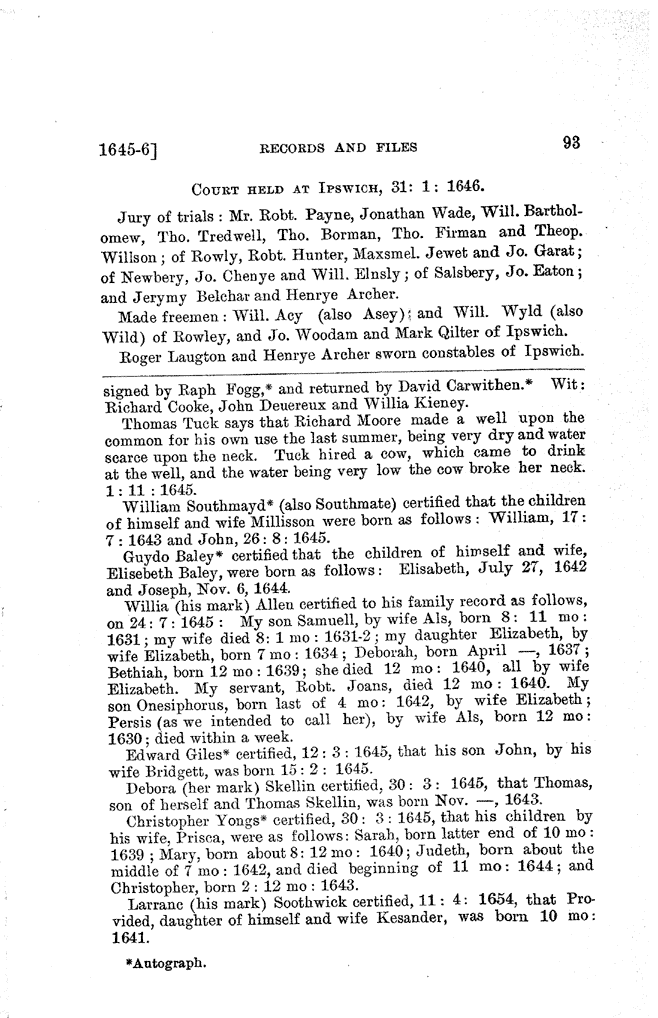 1645-6] RECORDS AND FILES 93
COURT HELD AT IPSWICH, 31: 1: 1646.
Jury of trials: Mr. Robt. Payne, Jonathan Wade, Will. Barthol-
omew, Tho. Tredwell, Tho. Borman, Tho. Firman and Theop.
Willson; of Rowly, Robt. Hunter, Maxsmel. Jewet and Jo. Garat;
of Newbery, Jo. Chenye and Will. Elnsly; of Salsbery, Jo. Eaton;
and Jerymy Belchar and Henrye Archer.
Made freemen: Will. Acy (also Asey); and Will. Wyld (also
Wild) of Rowley, and Jo. Woodam and Mark Qilter of Ipswich.
Roger Laugton and Henrye Archer sworn constables of Ipswich.
signed by Raph Fogg,* and returned by David Carwithen.* Wit:
Richard Cooke, John Deuereux and Willia Kieney.
Thomas Tuck says that Richard Moore made a well upon the
common for his own use the last summer, being very dry and water
scarce upon the neck. Tuck hired a cow, which came to drink
at the well, and the water being very low the cow broke her neck.
1: 11 : 1645.
William Southmayd* (also Southmate) certified that the children
of himself and wife Millisson were born as follows: William, 17:
7: 1643 and John, 26: 8: 1645.
Guydo Baley* certified that the children of himself and wife,
Elisebeth Baley, were born as follows: Elisabeth, July 27, 1642
and Joseph, Nov. 6, 1644.
Willia (his mark) Allen certified to his family record as follows,
on 24: 7: 1645: My son Samuell, by wife Als, born 8: 11 mo:
1631; my wife died 8: 1 mo: 1631-2; my daughter Elizabeth, by
wife Elizabeth, born 7 mo: 1634; Deborah, born April —, 1637;
Bethiah, born 12 mo: 1639; she died 12 mo: 1640, all by wife
Elizabeth. My servant, Robt. Joans, died 12 mo: 1640. My
son Onesiphorus, born last of 4 mo: 1642, by wife Elizabeth;
Persis (as we intended to call her), by wife Als, born 12 mo:
1630; died within a week.
Edward Giles* certified, 12: 3: 1645, that his son John, by his
wife Bridgett, was born 15: 2: 1645.
Debora (her mark) Skellin certified, 30: 3: 1645, that Thomas,
son of herself and Thomas Skellin, was born Nov. —, 1643.
Christopher Yongs* certified, 30: 3: 1645, that his children by
his wife, Prisca, were as follows: Sarah, born latter end of 10 mo:
1639; Mary, born about 8: 12 mo: 1640; Judeth, born about the
middle of 7 mo: 1642, and died beginning of 11 mo: 1644; and
Christopher, born 2: 12 mo: 1643.
Larranc (his mark) Soothwick certified, 11: 4: 1654, that Pro-
vided, daughter of himself and wife Kesander, was born 10 mo:
1641.
*Autograph.